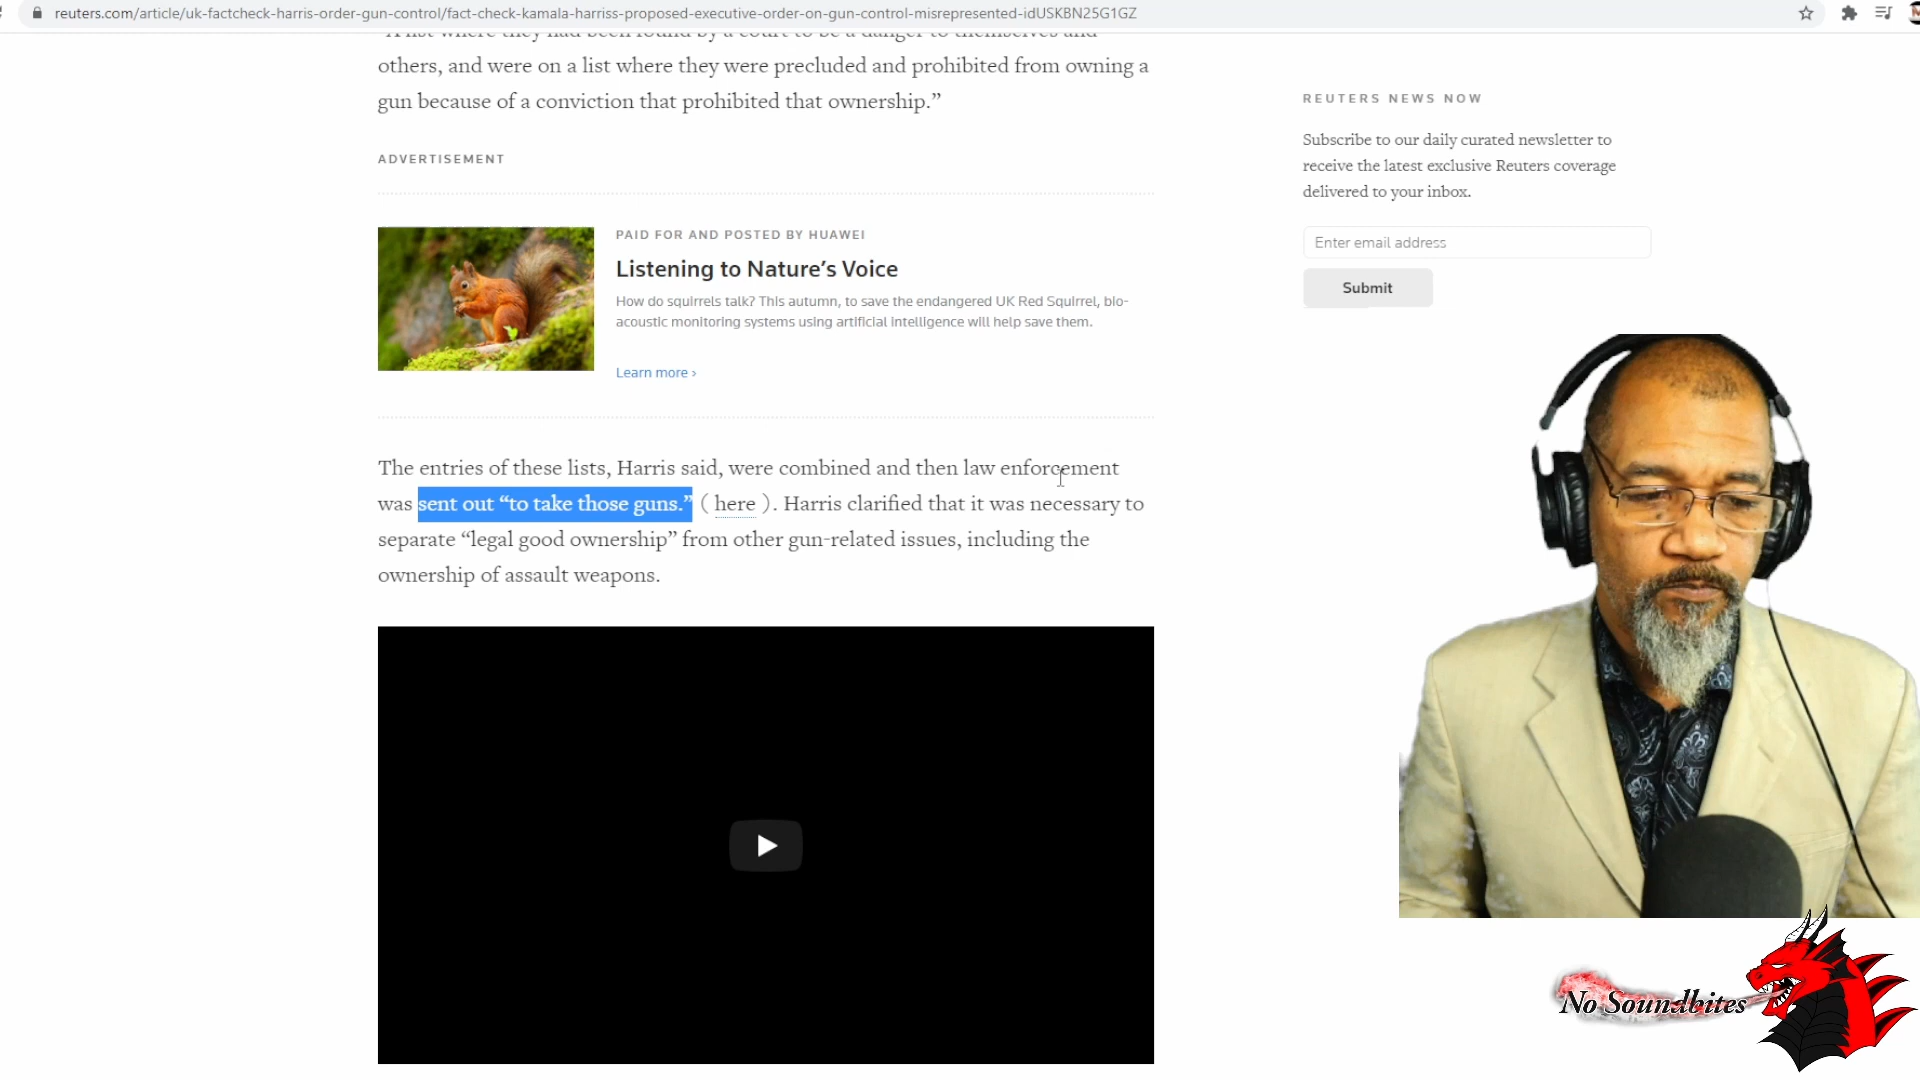 reuters.com/article/uk-factcheck-harris-order-gun-control/fact-check-kamala-harriss-proposed-executive-order-on-gun-control-misrepresented-idUSKBN25G1GZ
“A list where they had been found by a court to be a danger to themselves and
others, and were on a list where they were precluded and prohibited from owning a
gun because of a conviction that prohibited that ownership.”
ADVERTISEMENT
PAID FOR AND POSTED BY HUAWEI
Listening to Nature’s Voice
How do squirrels talk? This autumn, to save the endangered UK Red Squirrel, bio-
acoustic monitoring systems using artificial intelligence will help save them.
Learn more ›
The entries of these lists, Harris said, were combined and then law enforcement
was sent out “to take those guns.” ( here ). Harris clarified that it was necessary to
separate “legal good ownership” from other gun-related issues, including the
ownership of assault weapons.
REUTERS NEWS NOW
Subscribe to our daily curated newsletter to
receive the latest exclusive Reuters coverage
delivered to your inbox.
Enter email address
Submit
No Soundbites